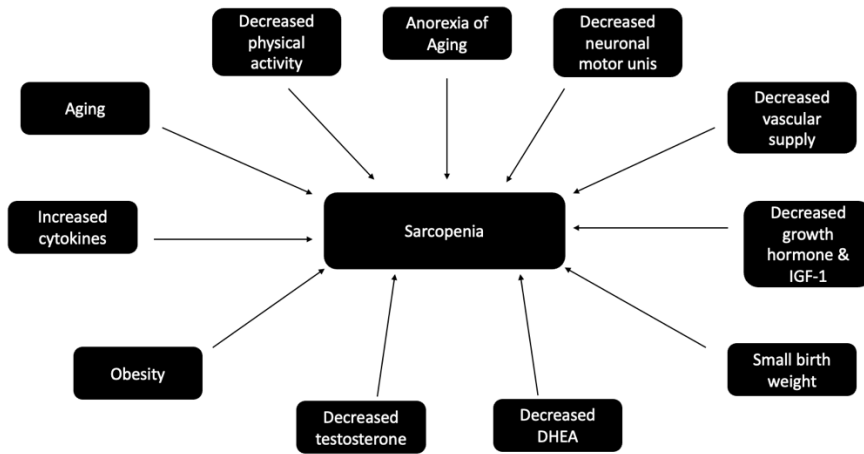 Decreased
physical
activity
Anorexia of
Aging
Decreased
neuronal
motor unis
Aging
Decreased
vascular
supply
Increased
cytokines
Sarcopenia
Decreased
growth
hormone & IGF-1
Obesity
Small birth
weight
Decreased
testosterone
Decreased
DHEA